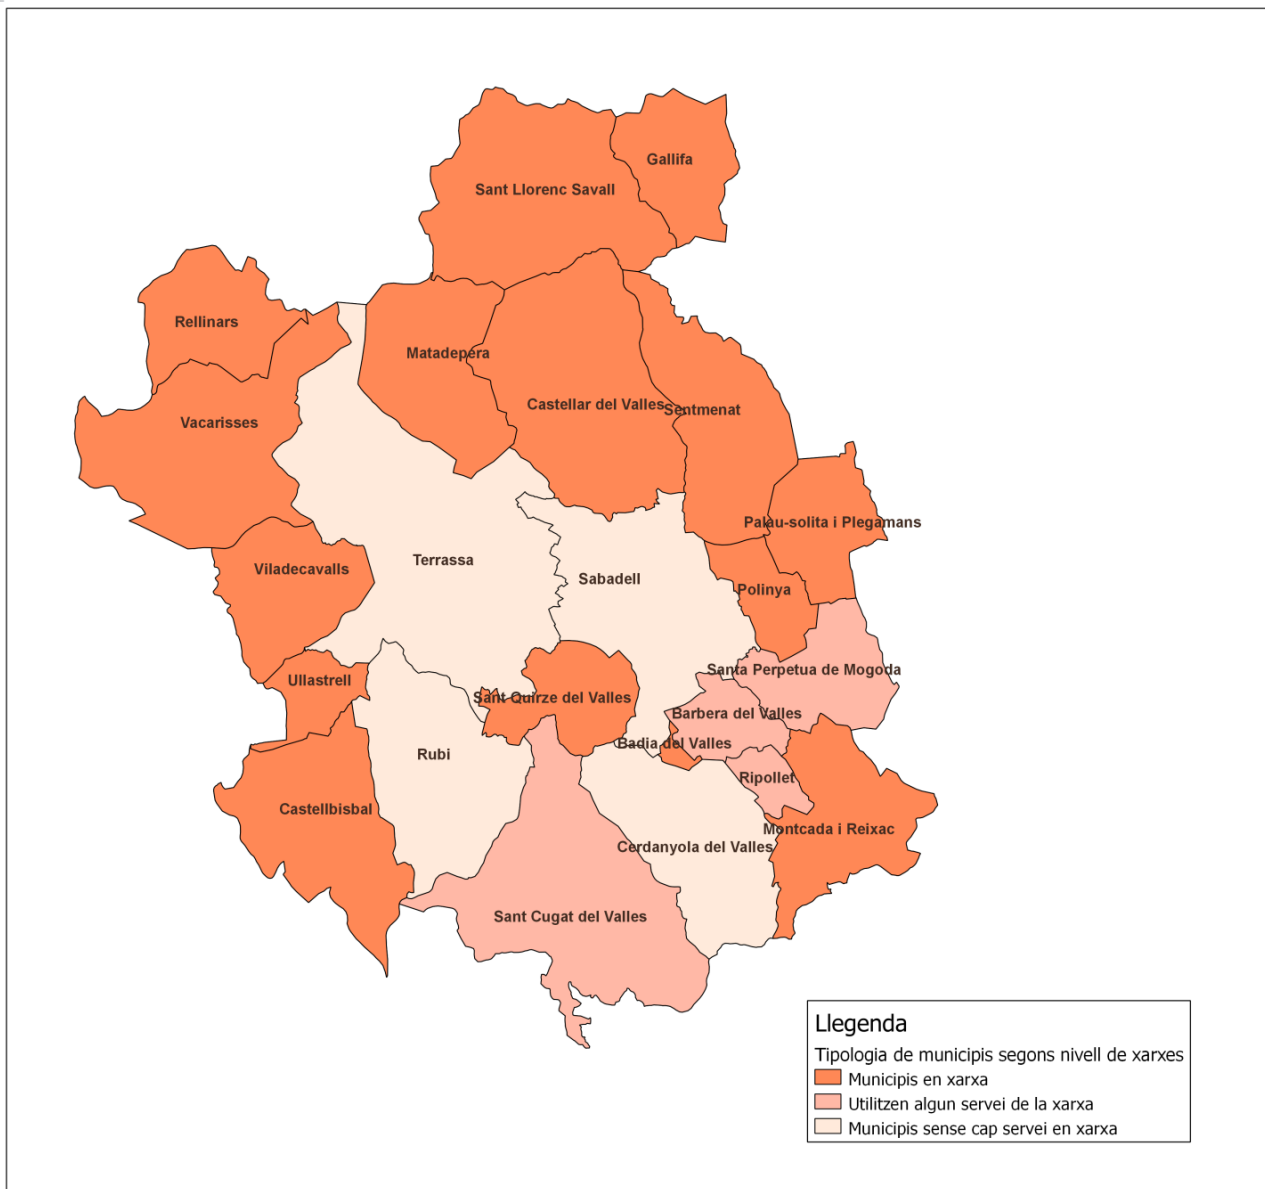 Gallifa
Sant Llorenc Savall
Rellinars
Matadepera
Castellar del Valles
Sentmenat
Vacarisses
Palau-solita i Plegamans
Terrassa
Viladecavalls
Sabadell
Polinya
Santa Perpetua de Mogoda
Ullastrell
Sant Quirze del Valles
Barbera del Valles
Badia del Valles
Rubi
Ripollet
Castellbisbal
Montcada i Reixac
Cerdanyola del Valles
Sant Cugat del Valles
Llegenda
Tipologia de municipis segons nivell de xarxes
Municipis en xarxa
Utilitzen algun servei de la xarxa
Municipis sense cap servei en xarxa